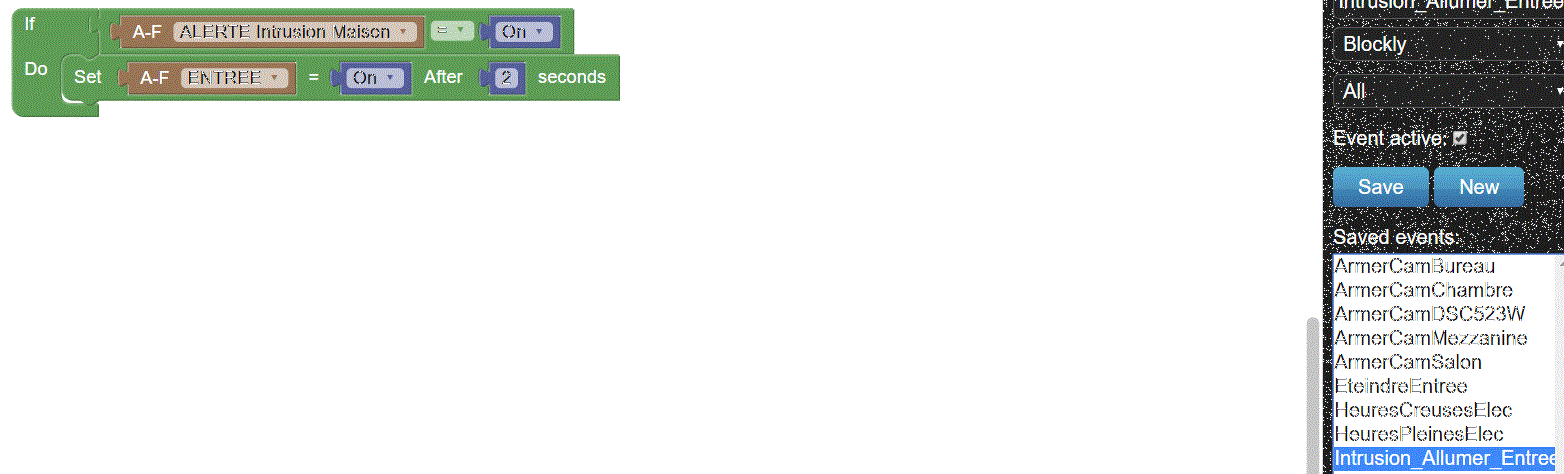 If A-F ALERTE Intrusion Maison = On
Do Set A-F ENTREE = On After 2 seconds
Intrusion_Allumer_Entree
Blockly
All
Event active:
Save New
Saved events:
ArmerCamBureau
ArmerCamChambre
ArmerCamDSC523W
ArmerCamMezzanine
ArmerCamSalon
EteindreEntree
HeuresCreusesElec
HeuresPleinesElec
Intrusion_Allumer_Entree